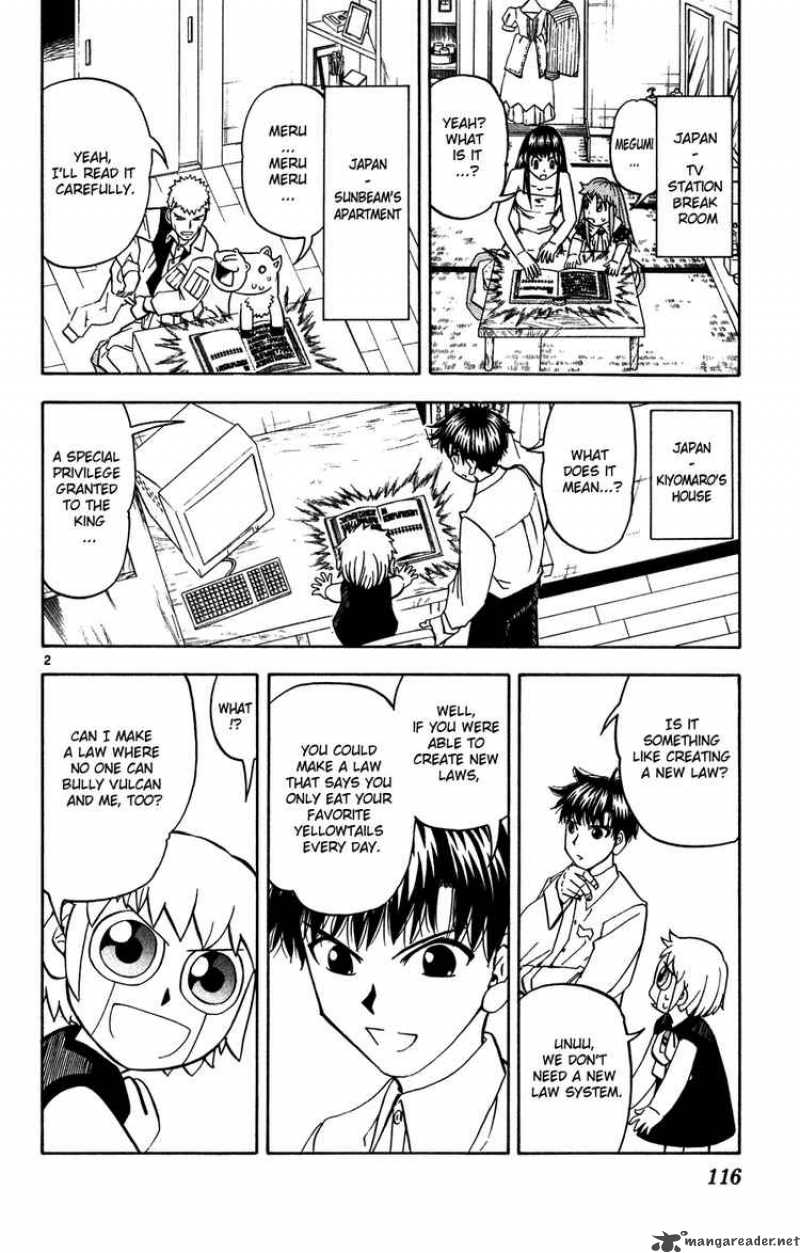 JAPAN
-
TV
STATION
BREAK
ROOM
MEGUMI
...
YEAH?
WHAT
IS IT
...?
JAPAN
-
SUNBEAM'S
APARTMENT
MERU
...
MERU
MERU
...
YEAH,
I'LL READ IT
CAREFULLY.
JAPAN
-
KIYOMARO'S
HOUSE
WHAT
DOES IT
MEAN...?
A SPECIAL
PRIVILEGE
GRANTED
TO THE
KING
...
2
IS IT
SOMETHING
LIKE CREATING
A NEW LAW?
UNUU,
WE DON'T
NEED A NEW
LAW SYSTEM.
WELL,
IF YOU WERE
ABLE TO
CREATE NEW
LAWS,
YOU COULD
MAKE A LAW
THAT SAYS YOU
ONLY EAT YOUR
FAVORITE
YELLOWTAILS
EVERY DAY.
WHAT
!?
CAN I MAKE
A LAW WHERE
NO ONE CAN
BULLY VULCAN
AND ME, TOO?
116
mangareader.net